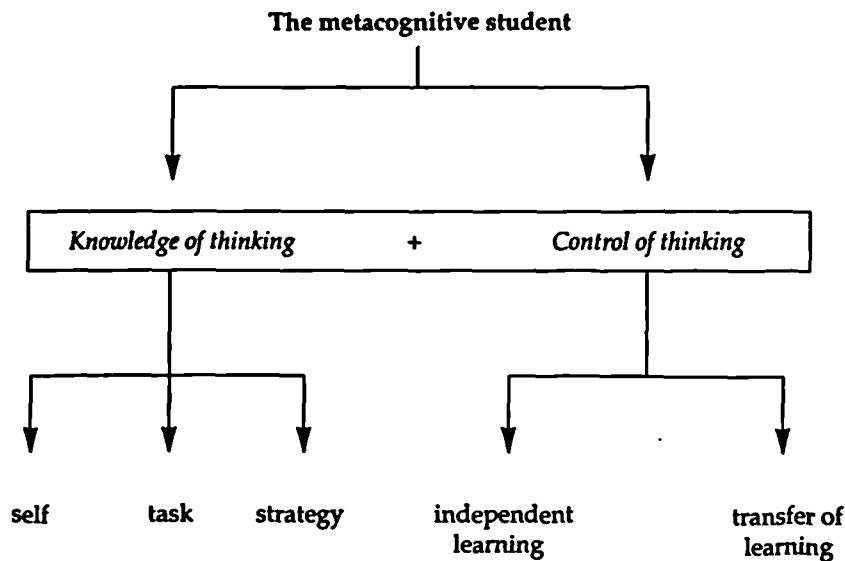 The metacognitive student
Knowledge of thinking + Control of thinking
self task strategy independent learning transfer of learning